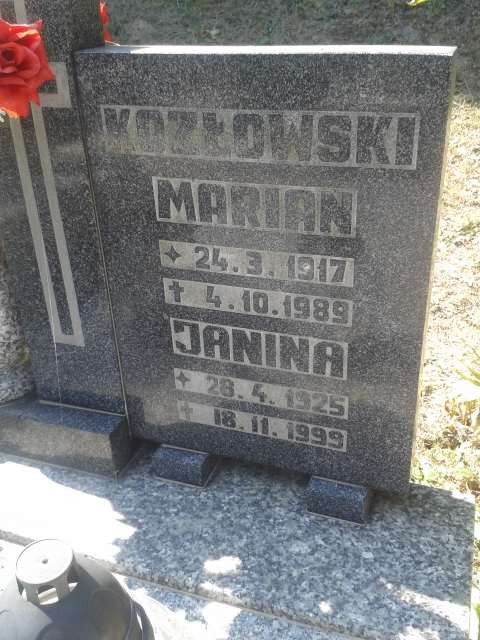 KOZŁOWSKI
MARIAN
✦ 24.3.1917
✝ 4.10.1989
JANINA
✦ 28.4.1925
✝ 18.11.1999